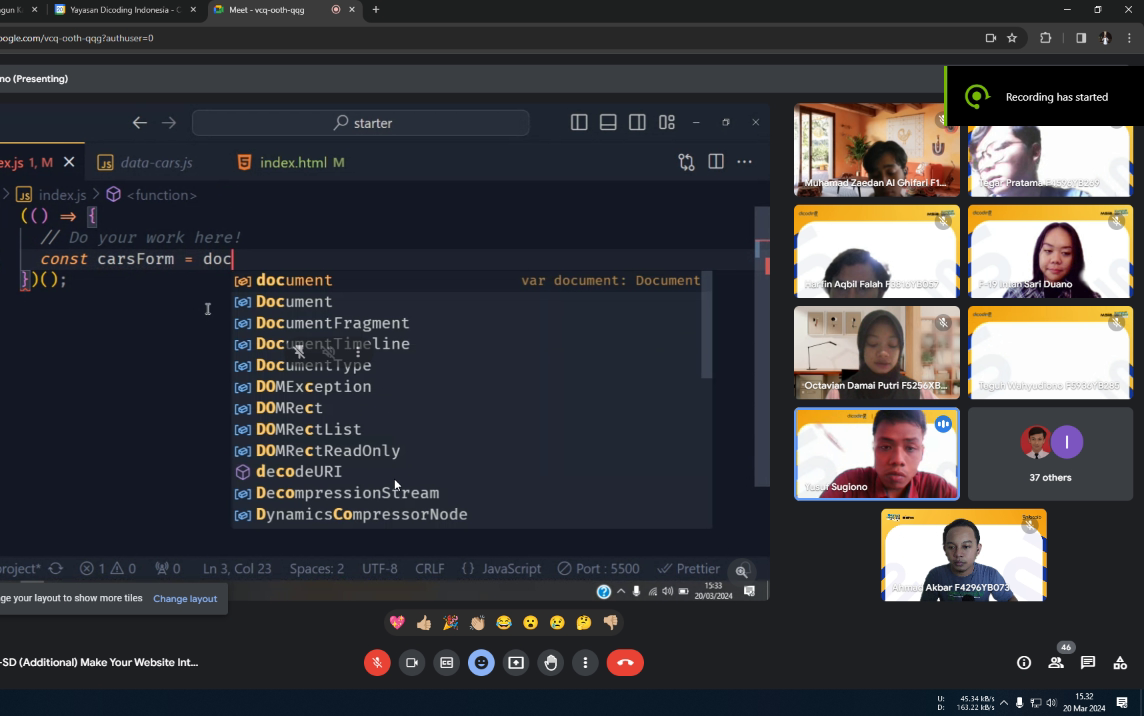 ngun K
Yayasan Dicoding Indonesia - C
Meet - vcq-ooth-qqg
oogle.com/vcq-ooth-qqg?authuser=0
no (Presenting)
Recording has started
starter
ex.js 1, M
data-cars.js
index.html M
index.js > <function>
(() => {
// Do your work here!
const carsForm = doc
})();
document var document: Document
Document
DocumentFragment
DocumentTimeline
DocumentType
DOMException
DOMRect
DOMRectList
DOMRectReadOnly
decodeURI
DecompressionStream
DynamicsCompressorNode
project*
1 0
0
Ln 3, Col 23
Spaces: 2
UTF-8
CRLF
{} JavaScript
Port : 5500
Prettier
15:33
20/03/2024
ge your layout to show more tiles
Change layout
Muhamad Zaedan Al Ghifari F1...
Tegar Pratama
Aqbil Falah F3816YB057
F-19 Intan Sari Duano
Octavian Damai Putri F5256XB...
Teguh Wahyudiono F5936YB285
Yusuf Sugiono
I
37 others
Ahmad Akbar F4296YB073
-SD (Additional) Make Your Website Int...
46
U: 45.34 kB/s
D: 163.22 kB/s
15.32
20 Mar 2024